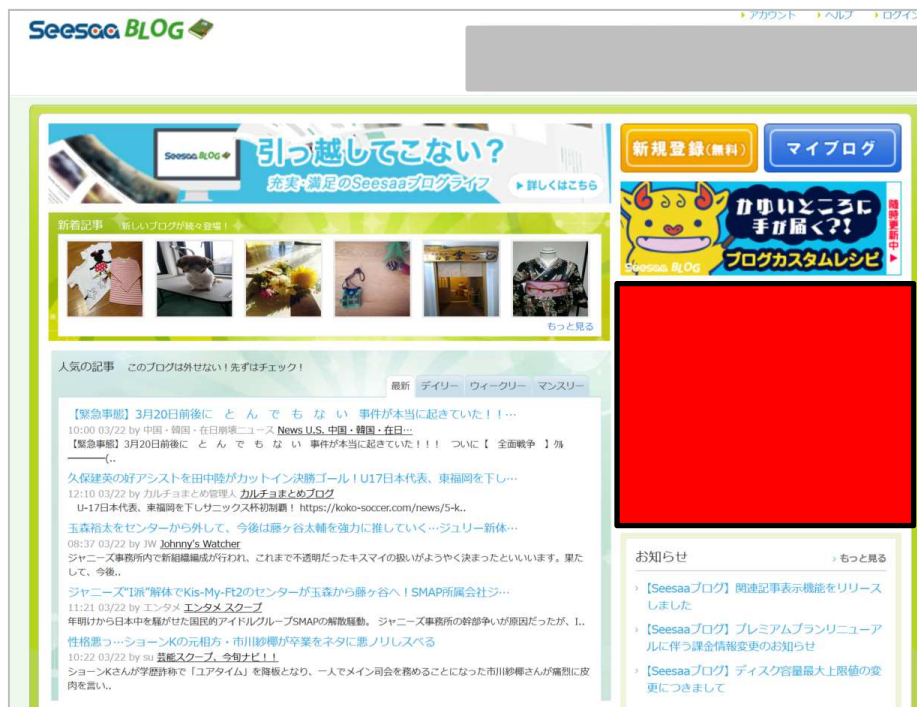 アカウント ヘルプ ログイン
Seesaa BLOG
Seesaa BLOG
引っ越してこない？
充実・満足のSeesaaブログライフ
詳しくはこちら
新規登録(無料)
マイブログ
かゆいところに
手が届く?!
随時更新中
Seesaa BLOG
ブログカスタムレシピ
新着記事 新しいブログが続々登場！
もっと見る
人気の記事 このブログは外せない！先ずはチェック！
最新 デイリー ウィークリー マンスリー
【緊急事態】3月20日前後に と ん で も な い 事件が本当に起きていた！！…
10:00 03/22 by 中国・韓国・在日崩壊ニュース News U.S. 中国・韓国・在日…
【緊急事態】3月20日前後に と ん で も な い 事件が本当に起きていた！！！ ついに【 全面戦争 】ｸﾙ
━━━━(..
久保建英の好アシストを田中陸がカットイン決勝ゴール！U17日本代表、東福岡を下し…
12:10 03/22 by カルチョまとめ管理人 カルチョまとめブログ
U-17日本代表、東福岡を下しサニックス杯初制覇！ https://koko-soccer.com/news/5-k..
玉森裕太をセンターから外して、今後は藤ヶ谷太輔を強力に推していく…ジュリー新体…
08:37 03/22 by JW Johnny's Watcher
ジャニーズ事務所内で新組織編成が行われ、これまで不透明だったキスマイの扱いがようやく決まったといいいます。果た
して、今後..
ジャニーズ"I派"解体でKis-My-Ft2のセンターが玉森から藤ヶ谷へ！SMAP所属会社ジ…
11:21 03/22 by エンタメ エンタメ スクープ
年明けから日本中を騒がせた国民的アイドルグループSMAPの解散騒動。 ジャニーズ事務所の幹部争いが原因だったが、I..
性格悪っ…ショーンKの元相方・市川紗椰が卒業をネタに悪ノリしスベる
10:22 03/22 by su 芸能スクープ、今旬ナビ！！
ショーンKさんが学歴詐称で「ユアタイム」を降板となり、一人でメイン司会を務めることになった市川紗椰さんが痛烈に皮
肉を言い..
お知らせ もっと見る
【Seesaaブログ】関連記事表示機能をリリース
しました
【Seesaaブログ】プレミアムプランリニューア
ルに伴う課金情報変更のお知らせ
【Seesaaブログ】ディスク容量最大上限値の変
更につきまして